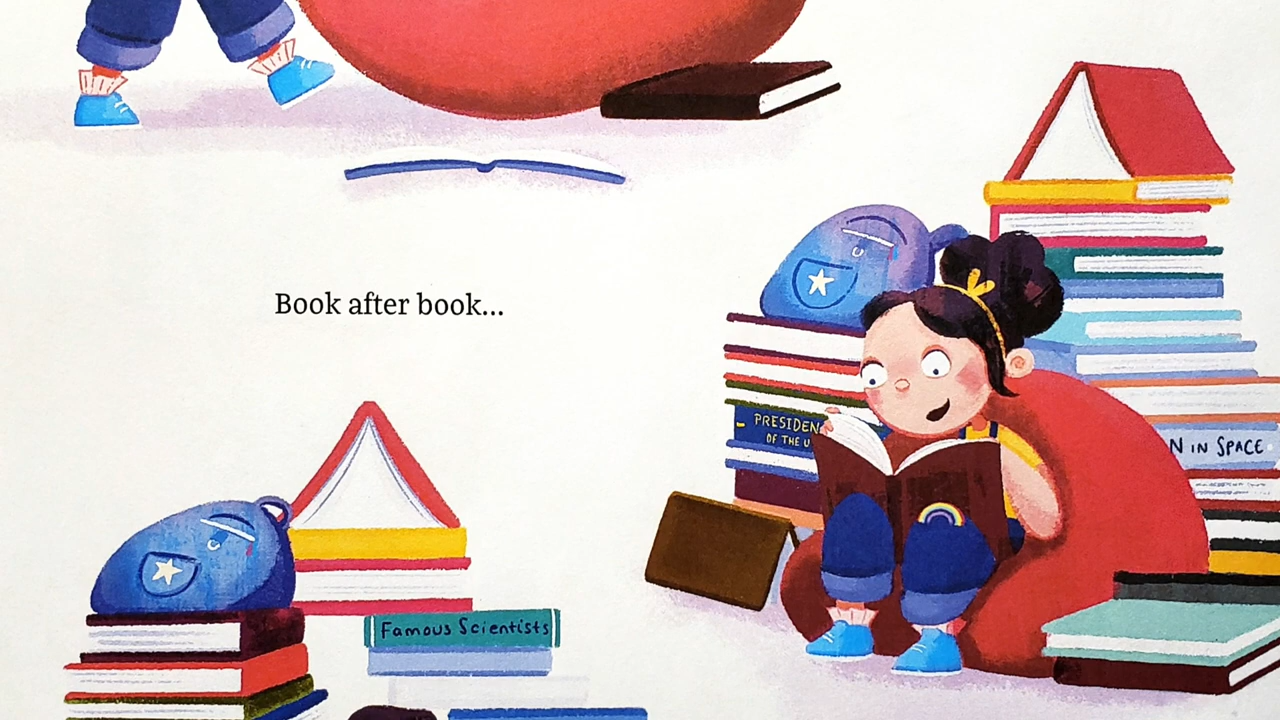 Book after book...
PRESIDEN
OF THE U
N IN SPACE
Famous Scientists